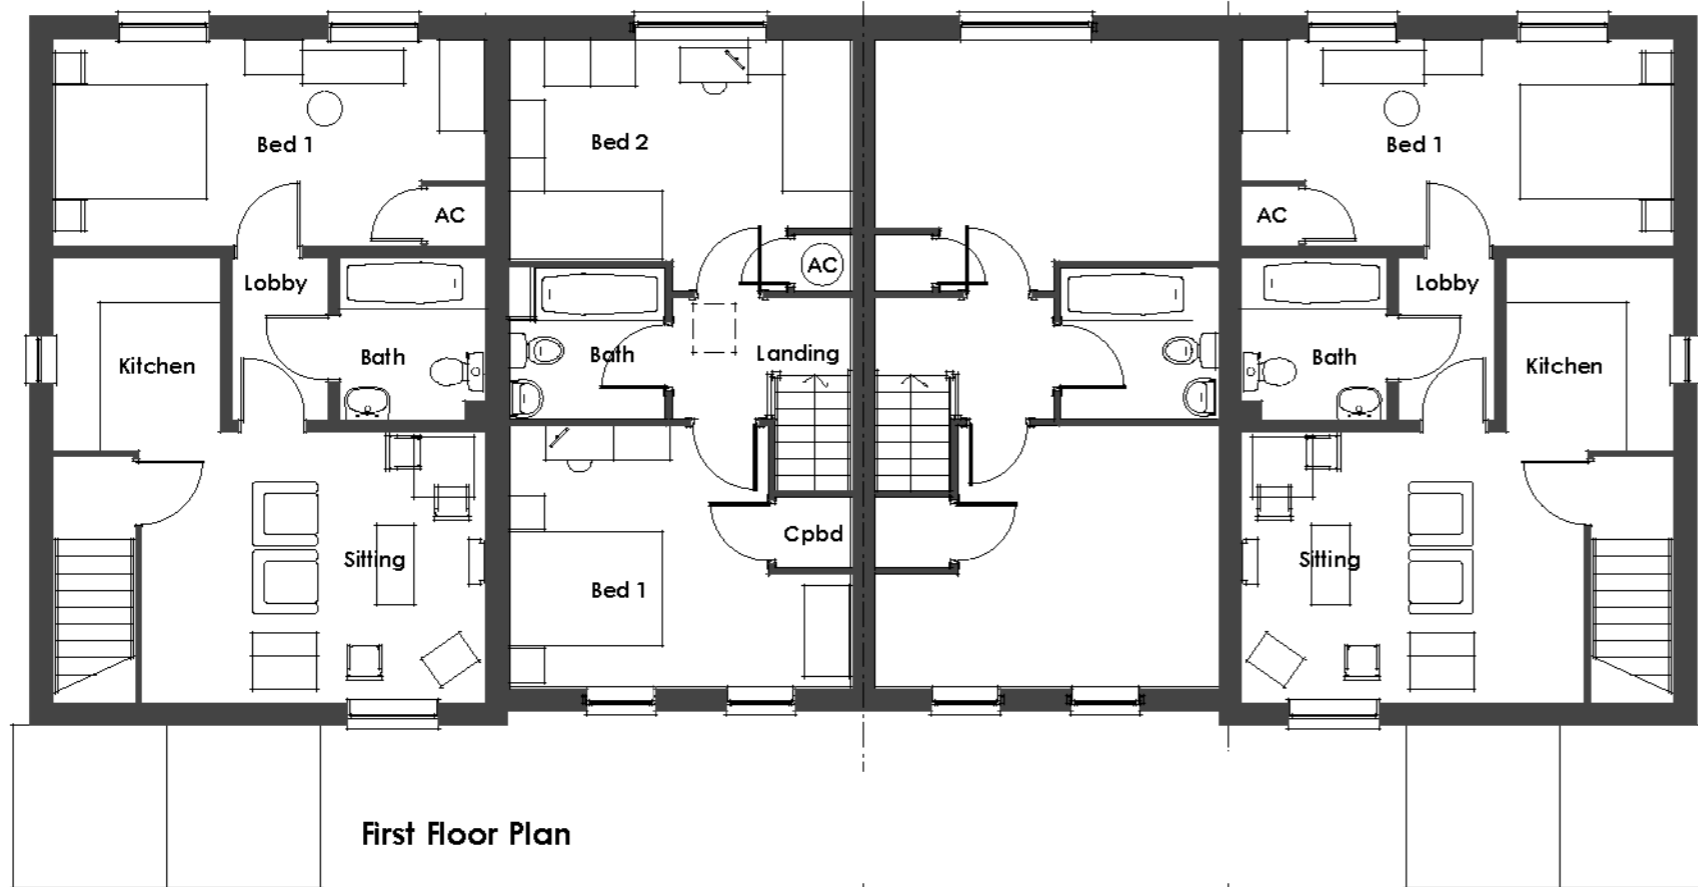 Bed 1
AC
Lobby
Kitchen
Bath
Sitting
Bed 2
AC
Bath
Landing
Cpbd
Bed 1
Bed 1
AC
Lobby
Bath
Kitchen
Sitting
First Floor Plan